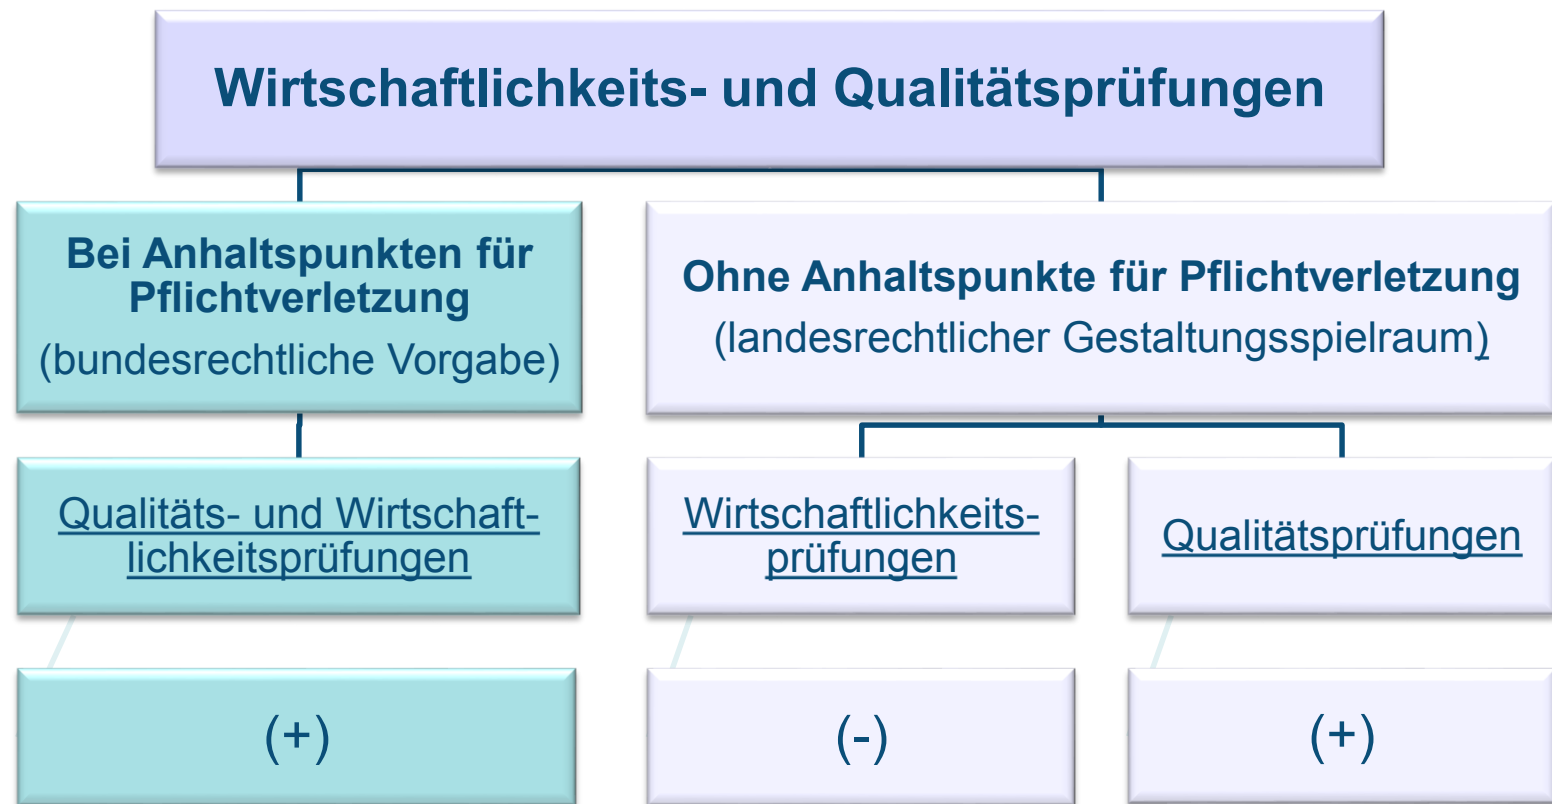 Wirtschaftlichkeits- und Qualitätsprüfungen
Bei Anhaltspunkten für
Pflichtverletzung
(bundesrechtliche Vorgabe)
Ohne Anhaltspunkte für Pflichtverletzung
(landesrechtlicher Gestaltungsspielraum)
Qualitäts- und Wirtschaft-
lichkeitsprüfungen
Wirtschaftlichkeits-
prüfungen
Qualitätsprüfungen
(+)
(-)
(+)